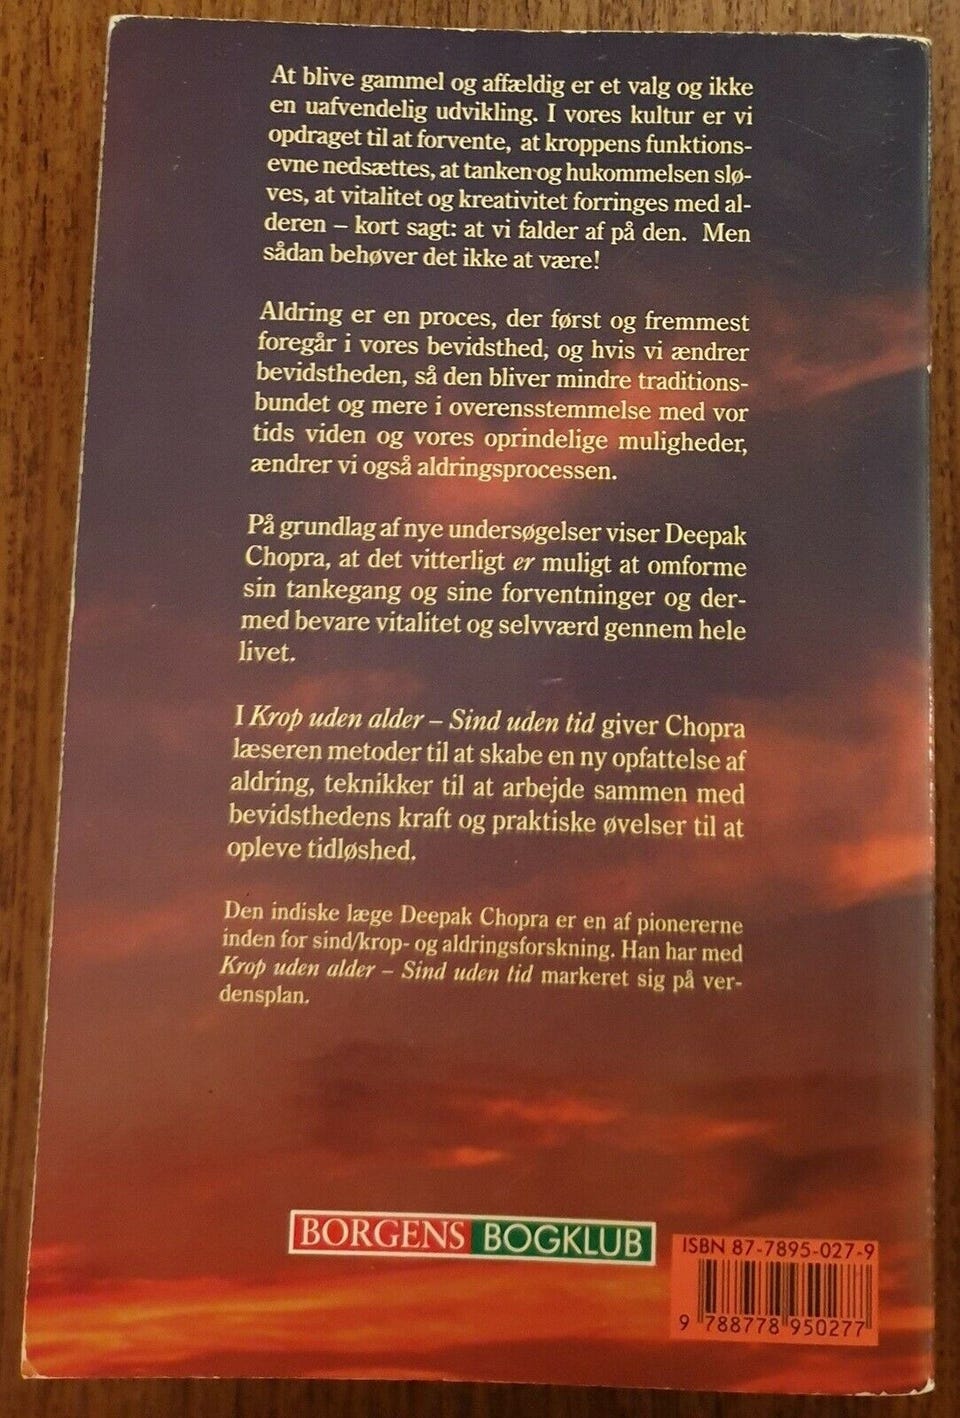 At blive gammel og affældig er et valg og ikke
en uafvendelig udvikling. I vores kultur er vi
opdraget til at forvente, at kroppens funktions-
evne nedsættes, at tanken og hukommelsen slø-
ves, at vitalitet og kreativitet forringes med al-
deren – kort sagt: at vi falder af på den. Men
sådan behøver det ikke at være!
Aldring er en proces, der først og fremmest
foregår i vores bevidsthed, og hvis vi ændrer
bevidstheden, så den bliver mindre traditions-
bundet og mere i overensstemmelse med vor
tids viden og vores oprindelige muligheder,
ændrer vi også aldringsprocessen.
På grundlag af nye undersøgelser viser Deepak
Chopra, at det vitterligt er muligt at omforme
sin tankegang og sine forventninger og der-
med bevare vitalitet og selvværd gennem hele
livet.
I Krop uden alder – Sind uden tid giver Chopra
læseren metoder til at skabe en ny opfattelse af
aldring, teknikker til at arbejde sammen med
bevidsthedens kraft og praktiske øvelser til at
opleve tidløshed.
Den indiske læge Deepak Chopra er en af pionererne
inden for sind/krop- og aldringsforskning. Han har med
Krop uden alder – Sind uden tid markeret sig på ver-
densplan.
BORGENS BOGKLUB
ISBN 87-7895-027-9
9 788778 950277